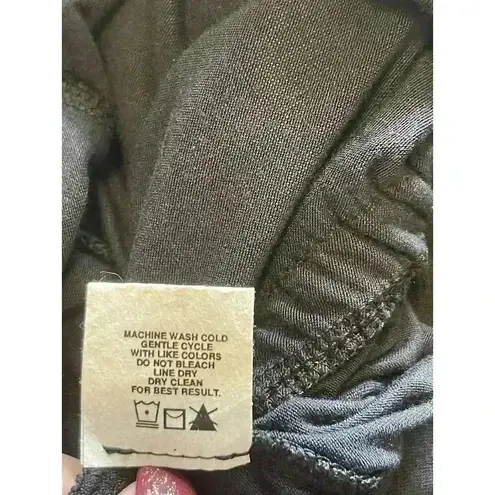 MACHINE WASH COLD
GENTLE CYCLE
WITH LIKE COLORS
DO NOT BLEACH
LINE DRY
DRY CLEAN
FOR BEST RESULT.